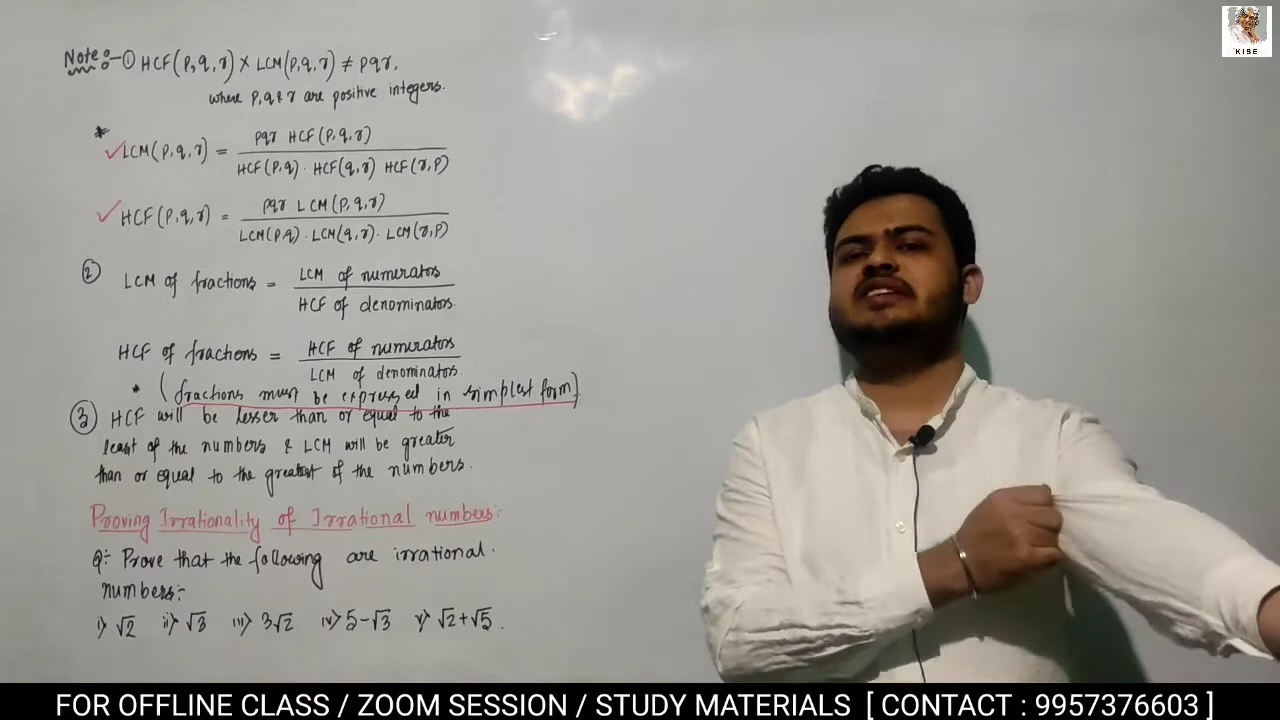 Note :- ① HCF(P,q,r) × LCM(P,q,r) ≠ pqr,
where p,q & r are positive integers.
* ✓ LCM(P,q,r) = pqr HCF(P,q,r) / HCF(P,q) · HCF(q,r) HCF(r,P)
✓ HCF(P,q,r) = pqr LCM(P,q,r) / LCM(P,q) · LCM(q,r) · LCM(r,P)
② LCM of fractions = LCM of numerators / HCF of denominators.
HCF of fractions = HCF of numerators / LCM of denominators.
* (fractions must be expressed in simplest form)
③ HCF will be lesser than or equal to the
least of the numbers & LCM will be greater
than or equal to the greatest of the numbers.
Proving Irrationality of Irrational numbers:
Q:- Prove that the following are irrational.
numbers:-
i> √2 ii> √3 iii> 3√2 iv> 5-√3 v> √2+√5.
KISE
FOR OFFLINE CLASS / ZOOM SESSION / STUDY MATERIALS [ CONTACT : 9957376603 ]